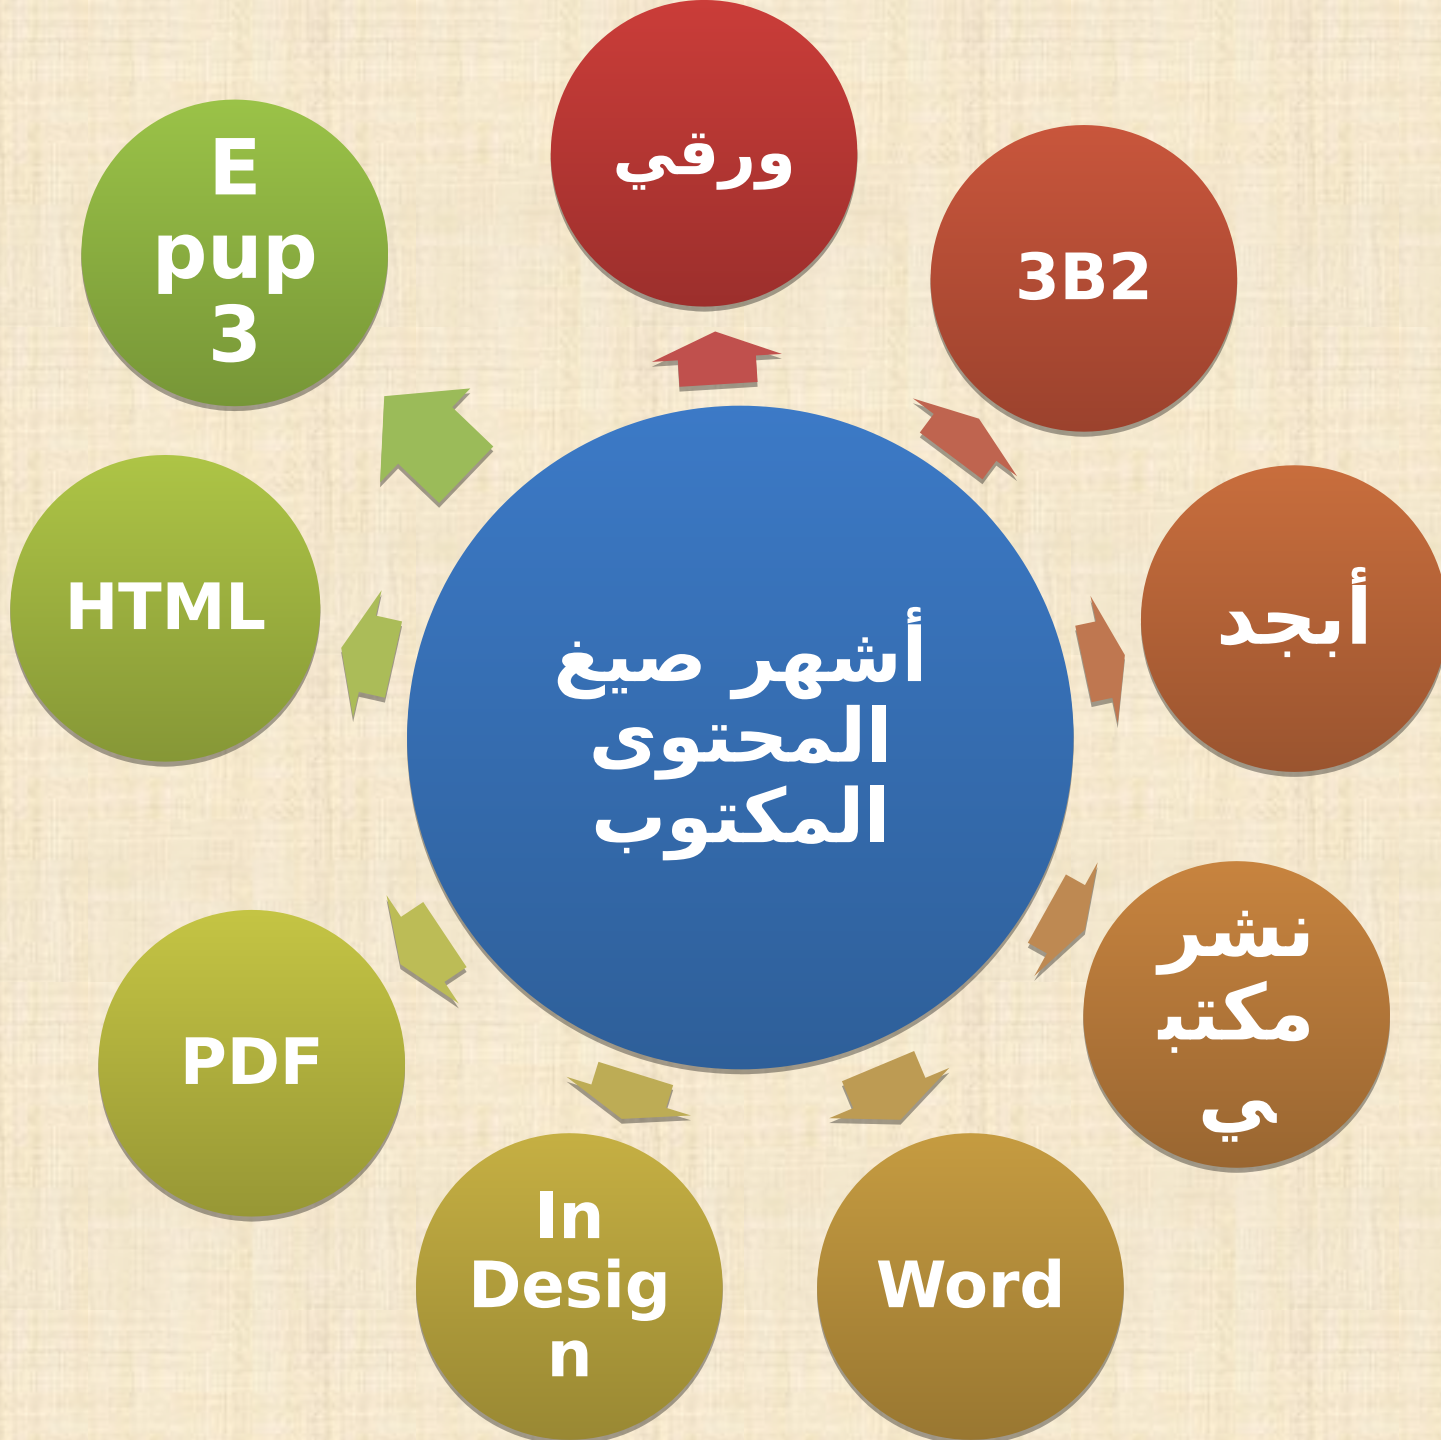 ورقي
3B2
أبجد
نشر
مكتب
ي
Word
In
Desig
n
PDF
HTML
E
pup
3
أشهر صيغ
المحتوى
المكتوب